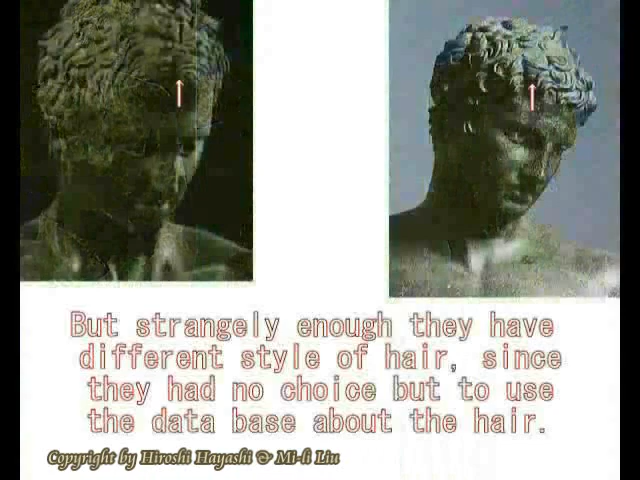 But strangely enough they have
different style of hair, since
they had no choice but to use
the data base about the hair.
Copyright by Hiroshi Hayashi & Mi-li Liu